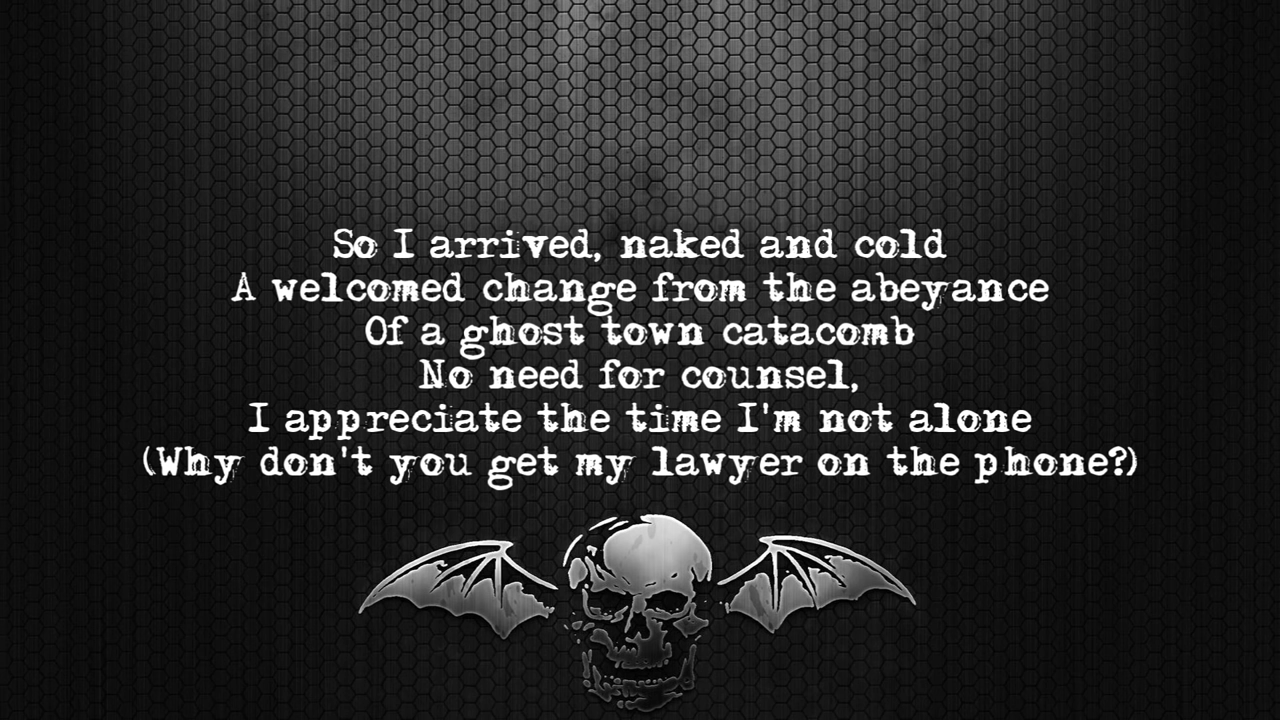 So I arrived, naked and cold
A welcomed change from the abeyance
Of a ghost town catacomb
No need for counsel,
I appreciate the time I'm not alone
(Why don't you get my lawyer on the phone?)